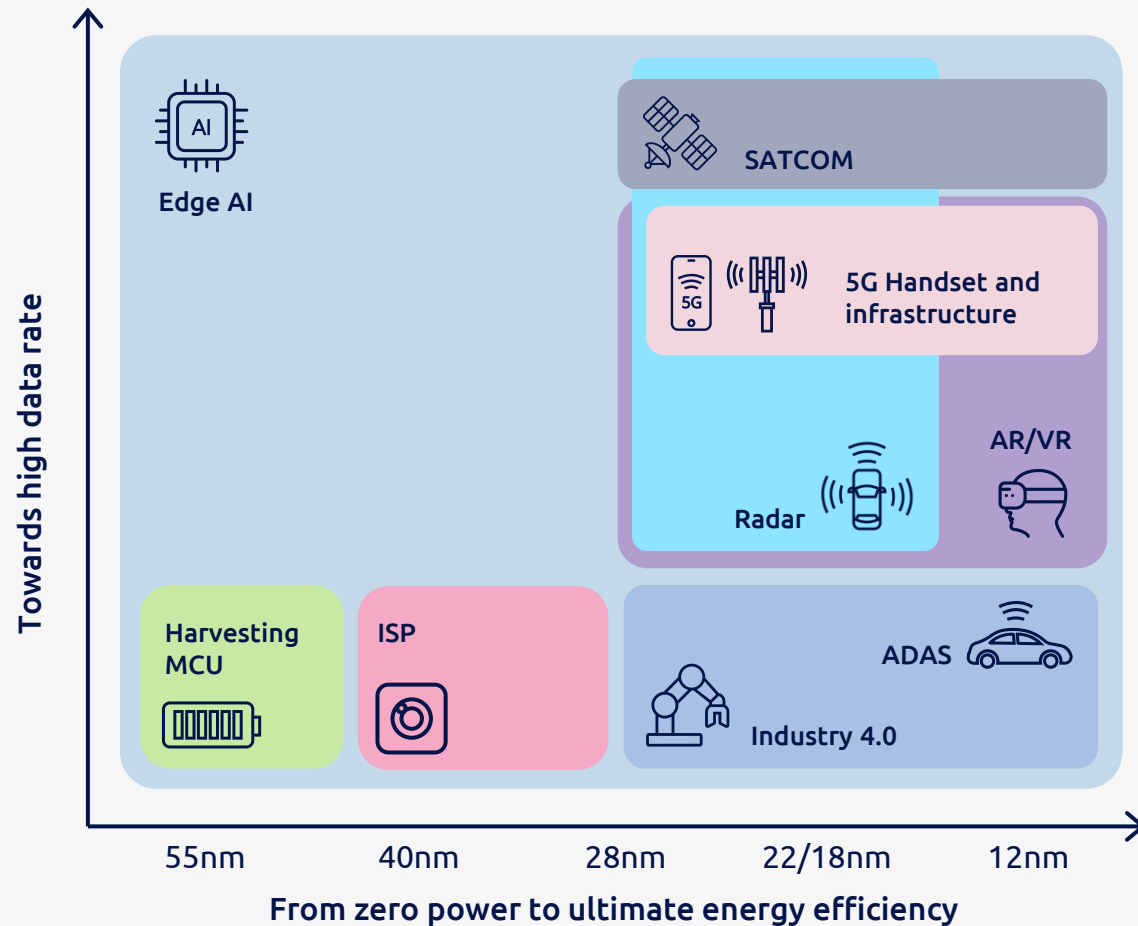 AI
Edge AI
SATCOM
5G
5G Handset and
infrastructure
AR/VR
Radar
Harvesting
MCU
ISP
ADAS
Industry 4.0
Towards high data rate
55nm
40nm
28nm
22/18nm
12nm
From zero power to ultimate energy efficiency